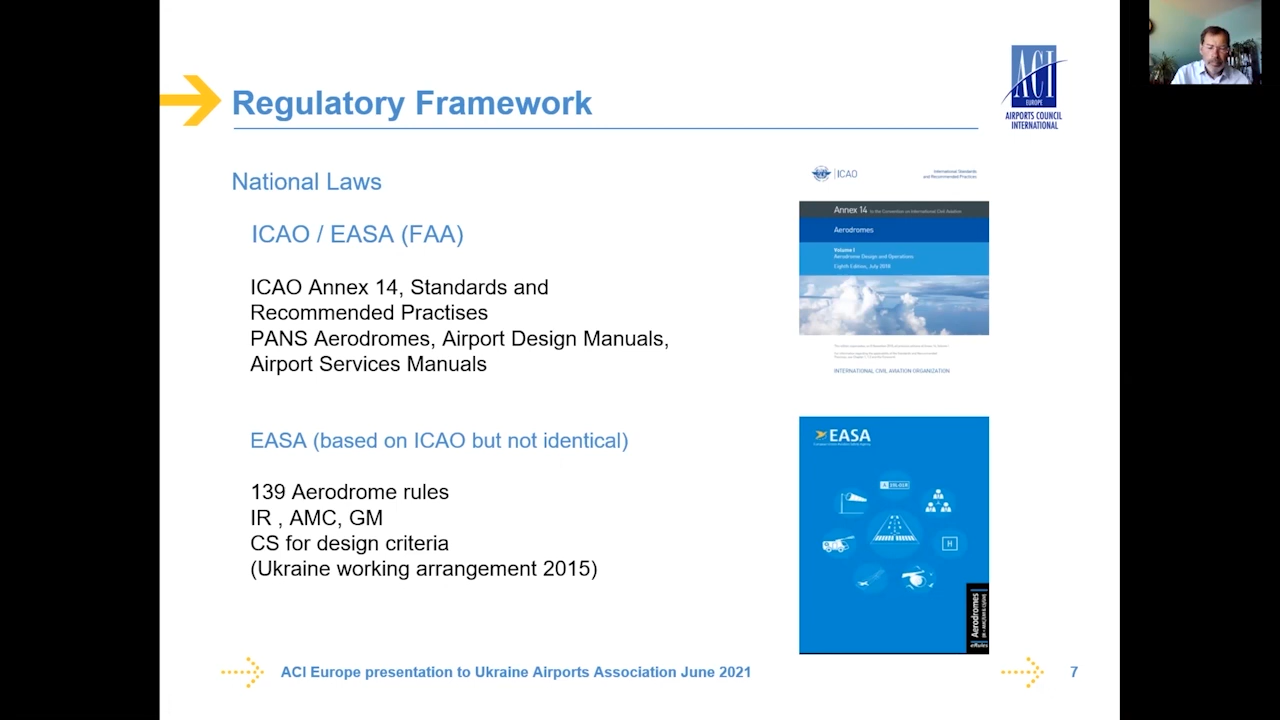 Regulatory Framework
ACI
EUROPE
AIRPORTS COUNCIL
INTERNATIONAL
National Laws
ICAO / EASA (FAA)
ICAO Annex 14, Standards and
Recommended Practises
PANS Aerodromes, Airport Design Manuals,
Airport Services Manuals
EASA (based on ICAO but not identical)
139 Aerodrome rules
IR , AMC, GM
CS for design criteria
(Ukraine working arrangement 2015)
ICAO
International Standards
and Recommended Practices
Annex 14 to the Convention on International Civil Aviation
Aerodromes
Volume I
Aerodrome Design and Operations
Eighth Edition, July 2018
INTERNATIONAL CIVIL AVIATION ORGANIZATION
EASA
H
Aerodromes
eRules
ACI Europe presentation to Ukraine Airports Association June 2021
7